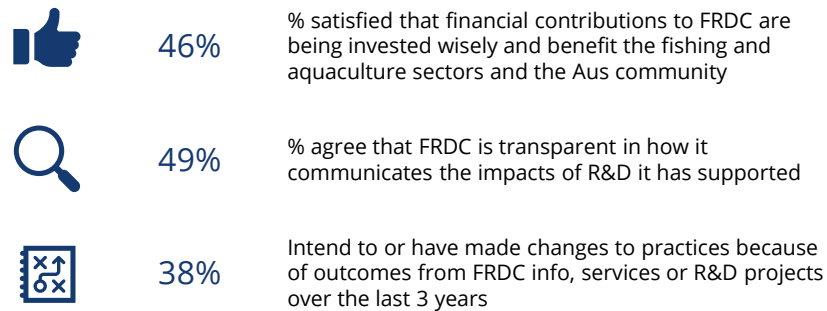 46%
% satisfied that financial contributions to FRDC are
being invested wisely and benefit the fishing and
aquaculture sectors and the Aus community
49%
% agree that FRDC is transparent in how it
communicates the impacts of R&D it has supported
38%
Intend to or have made changes to practices because
of outcomes from FRDC info, services or R&D projects
over the last 3 years